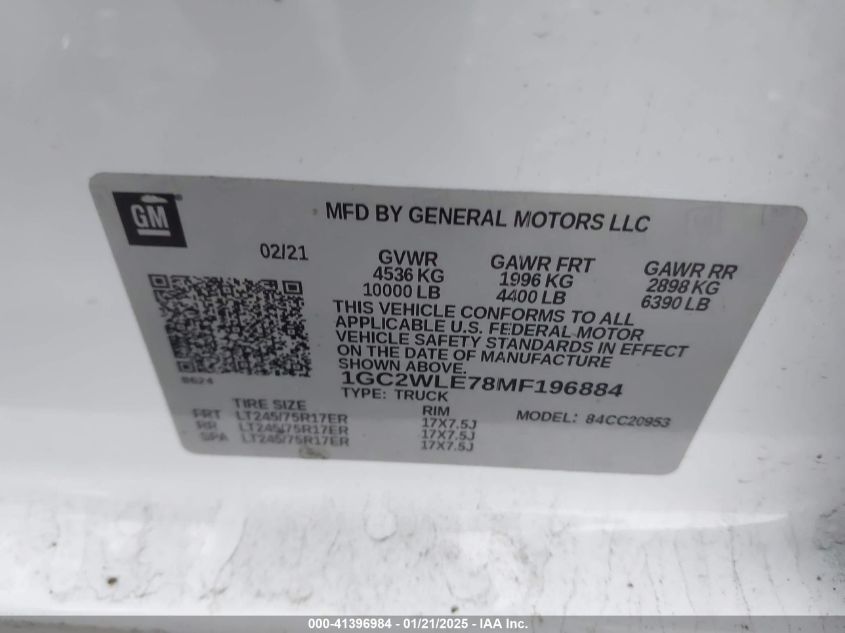 GM
MFD BY GENERAL MOTORS LLC
02/21 GVWR GAWR FRT GAWR RR
4536 KG 1996 KG 2898 KG
10000 LB 4400 LB 6390 LB
THIS VEHICLE CONFORMS TO ALL
APPLICABLE U.S. FEDERAL MOTOR
VEHICLE SAFETY STANDARDS IN EFFECT
ON THE DATE OF MANUFACTURE
SHOWN ABOVE.
1GC2WLE78MF196884
TYPE: TRUCK MODEL: 84CC20953
TIRE SIZE RIM
FRT LT245/75R17ER 17X7.5J
RR LT245/75R17ER 17X7.5J
SPA LT245/75R17ER 17X7.5J
000-41396984 / 01/21/2025 - IAA Inc.